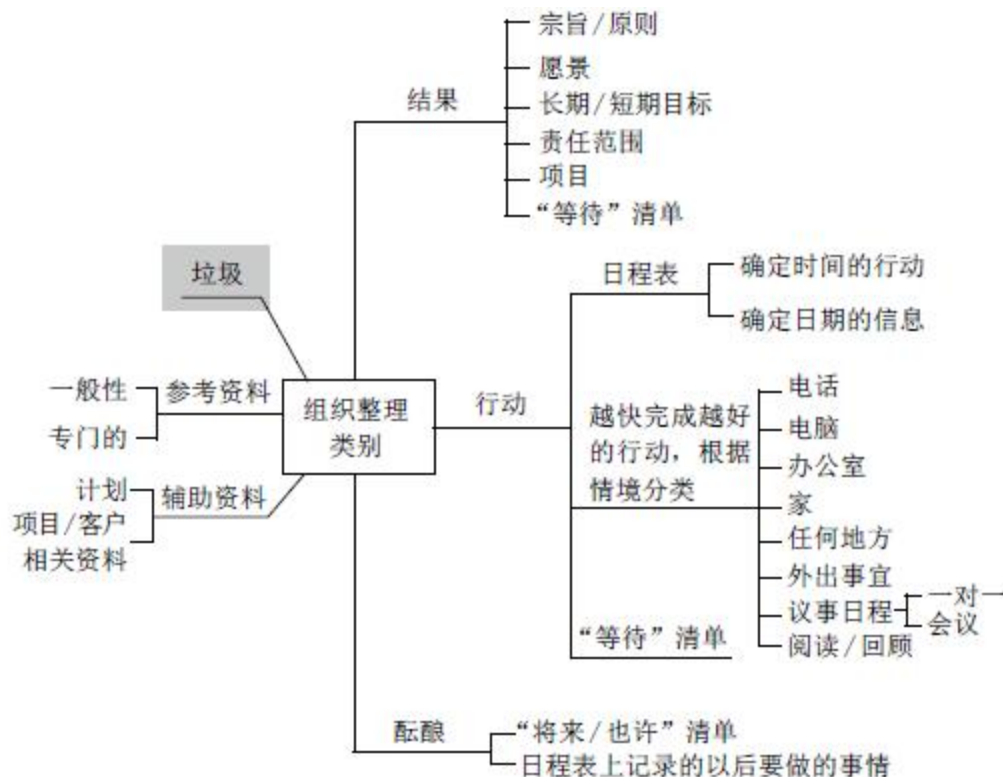 结果
宗旨/原则
愿景
长期/短期目标
责任范围
项目
“等待”清单
垃圾
参考资料
一般性
专门的
组织整理
类别
辅助资料
计划
项目/客户
相关资料
行动
日程表
确定时间的行动
确定日期的信息
越快完成越好
的行动，根据
情境分类
电话
电脑
办公室
家
任何地方
外出事宜
议事日程
一对一
会议
阅读/回顾
“等待”清单
酝酿
“将来/也许”清单
日程表上记录的以后要做的事情